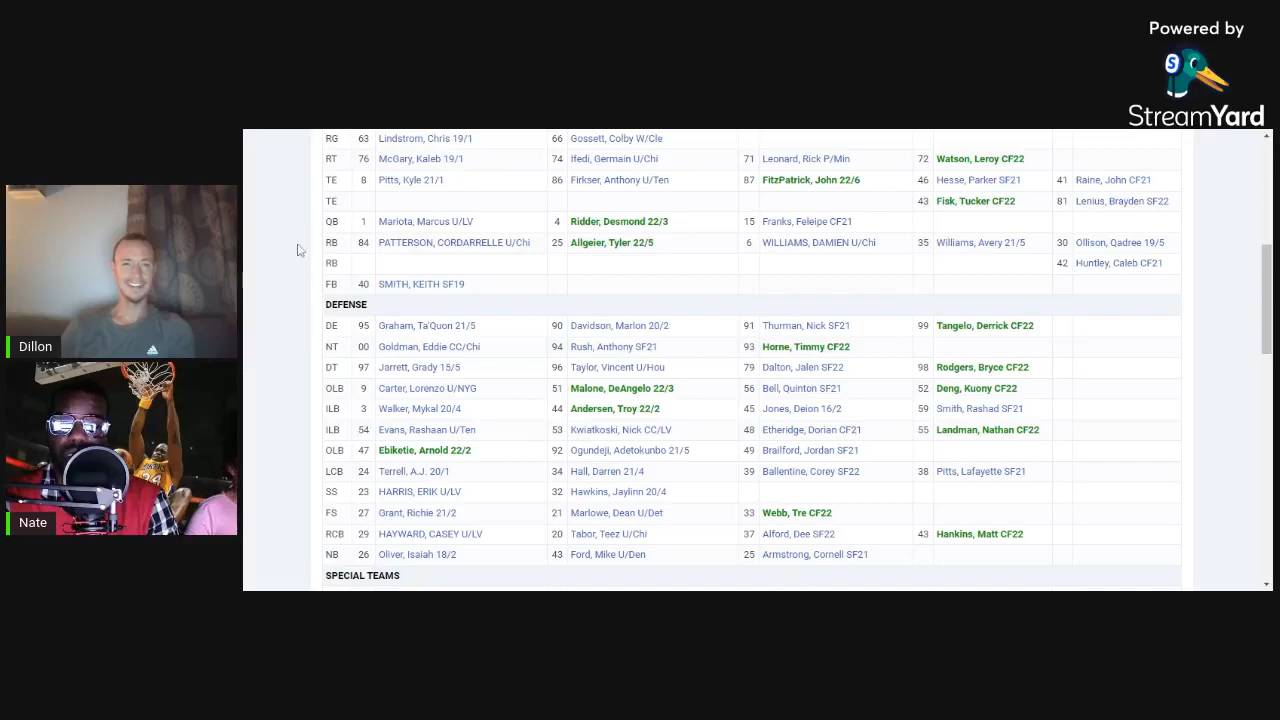 Powered by
S
StreamYard
RG 63 Lindstrom, Chris 19/1 66 Gossett, Colby W/Cle
RT 76 McGary, Kaleb 19/1 74 Ifedi, Germain U/Chi 71 Leonard, Rick P/Min 72 Watson, Leroy CF22
TE 8 Pitts, Kyle 21/1 86 Firkser, Anthony U/Ten 87 FitzPatrick, John 22/6 46 Hesse, Parker SF21 41 Raine, John CF21
TE 43 Fisk, Tucker CF22 81 Lenius, Brayden SF22
QB 1 Mariota, Marcus U/LV 4 Ridder, Desmond 22/3 15 Franks, Feleipe CF21
RB 84 PATTERSON, CORDARRELLE U/Chi 25 Allgeier, Tyler 22/5 6 WILLIAMS, DAMIEN U/Chi 35 Williams, Avery 21/5 30 Ollison, Qadree 19/5
RB 42 Huntley, Caleb CF21
FB 40 SMITH, KEITH SF19
DEFENSE
DE 95 Graham, Ta'Quon 21/5 90 Davidson, Marlon 20/2 91 Thurman, Nick SF21 99 Tangelo, Derrick CF22
NT 00 Goldman, Eddie CC/Chi 94 Rush, Anthony SF21 93 Horne, Timmy CF22
DT 97 Jarrett, Grady 15/5 96 Taylor, Vincent U/Hou 79 Dalton, Jalen SF22 98 Rodgers, Bryce CF22
OLB 9 Carter, Lorenzo U/NYG 51 Malone, DeAngelo 22/3 56 Bell, Quinton SF21 52 Deng, Kuony CF22
ILB 3 Walker, Mykal 20/4 44 Andersen, Troy 22/2 45 Jones, Deion 16/2 59 Smith, Rashad SF21
ILB 54 Evans, Rashaan U/Ten 53 Kwiatkoski, Nick CC/LV 48 Etheridge, Dorian CF21 55 Landman, Nathan CF22
OLB 47 Ebiketie, Arnold 22/2 92 Ogundeji, Adetokunbo 21/5 49 Brailford, Jordan SF21
LCB 24 Terrell, A.J. 20/1 34 Hall, Darren 21/4 39 Ballentine, Corey SF22 38 Pitts, Lafayette SF21
SS 23 HARRIS, ERIK U/LV 32 Hawkins, Jaylinn 20/4
FS 27 Grant, Richie 21/2 21 Marlowe, Dean U/Det 33 Webb, Tre CF22
RCB 29 HAYWARD, CASEY U/LV 20 Tabor, Teez U/Chi 37 Alford, Dee SF22 43 Hankins, Matt CF22
NB 26 Oliver, Isaiah 18/2 43 Ford, Mike U/Den 25 Armstrong, Cornell SF21
SPECIAL TEAMS
Dillon
Nate